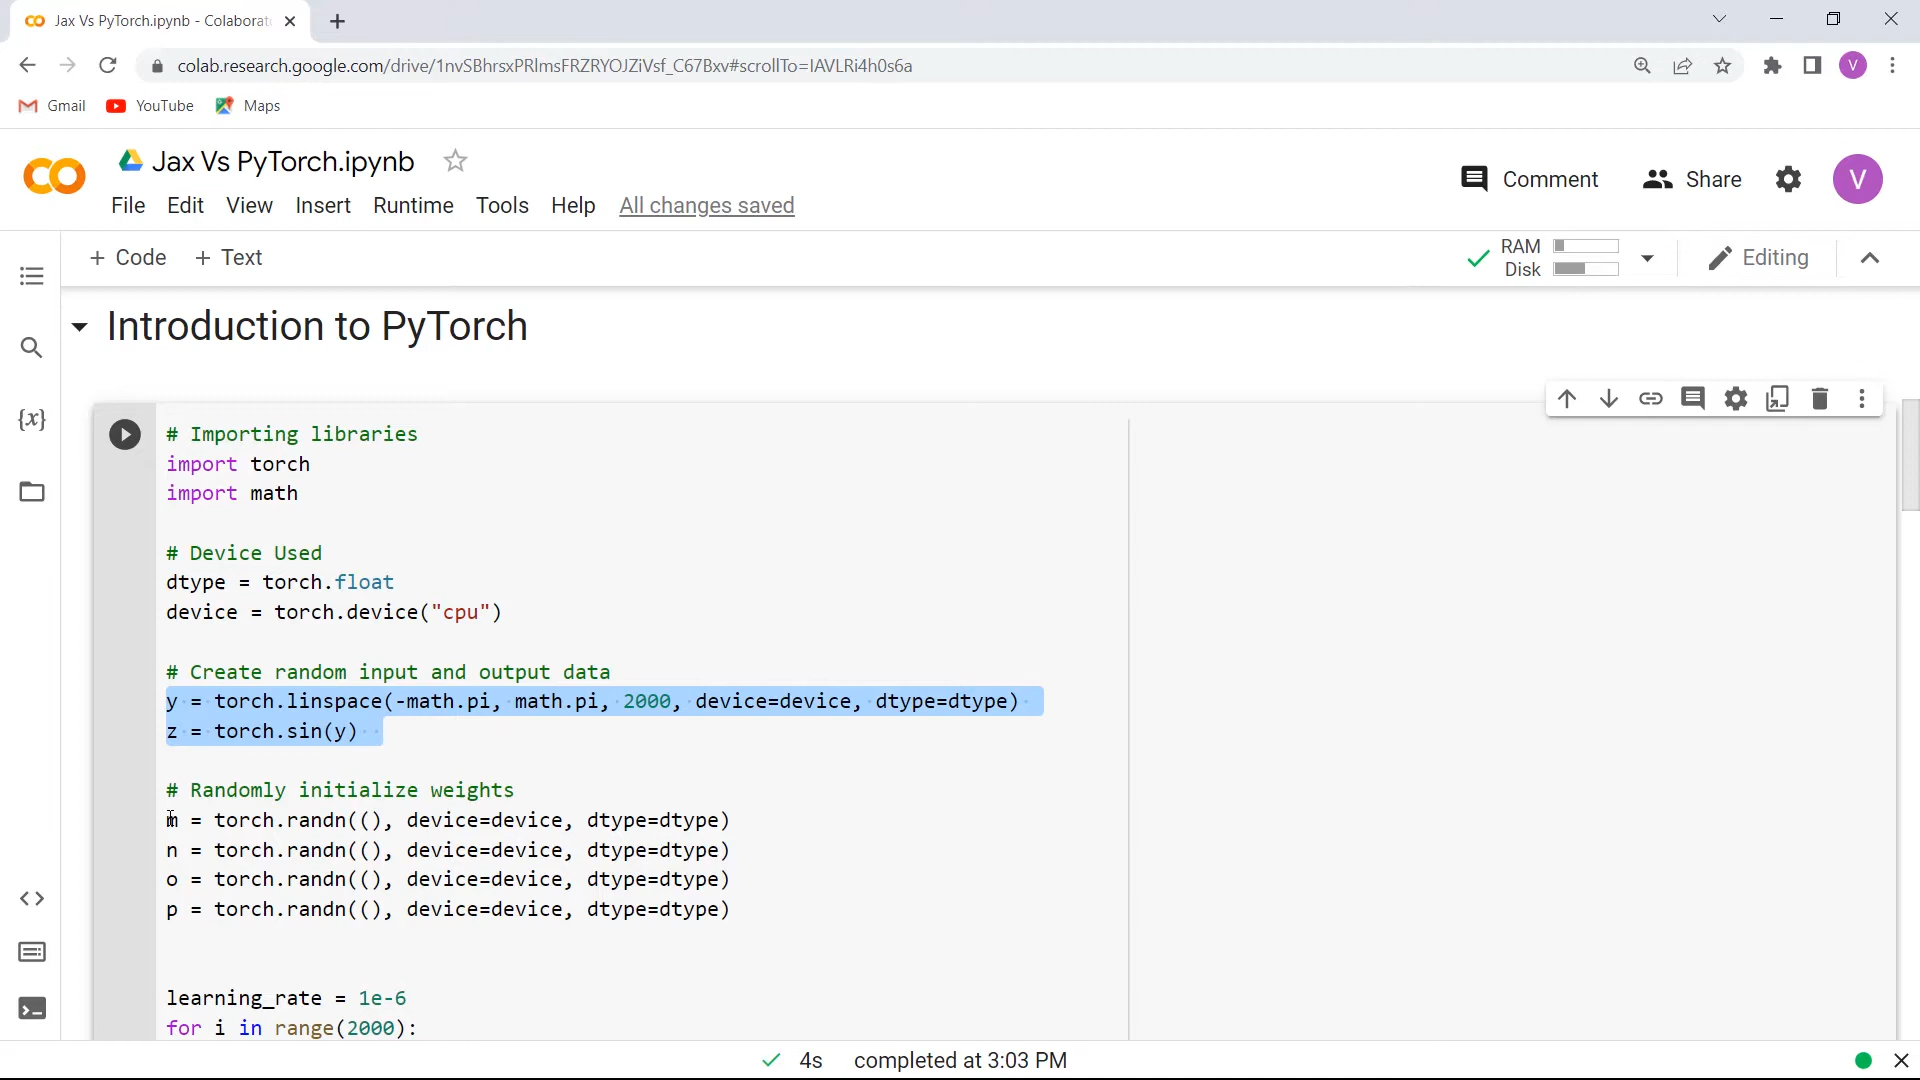 Jax Vs PyTorch.ipynb - Colaborat
colab.research.google.com/drive/1nvSBhrsxPRlmsFRZRYOJZiVsf_C67Bxv#scrollTo=IAVLRi4h0s6a
V
Gmail
YouTube
Maps
Jax Vs PyTorch.ipynb
Comment
Share
V
File Edit View Insert Runtime Tools Help All changes saved
+ Code + Text
RAM
Disk
Editing
Introduction to PyTorch
{x}
# Importing libraries
import torch
import math
# Device Used
dtype = torch.float
device = torch.device("cpu")
# Create random input and output data
y = torch.linspace(-math.pi, math.pi, 2000, device=device, dtype=dtype)
z = torch.sin(y)
# Randomly initialize weights
m = torch.randn((), device=device, dtype=dtype)
n = torch.randn((), device=device, dtype=dtype)
o = torch.randn((), device=device, dtype=dtype)
p = torch.randn((), device=device, dtype=dtype)
learning_rate = 1e-6
for i in range(2000):
4s completed at 3:03 PM